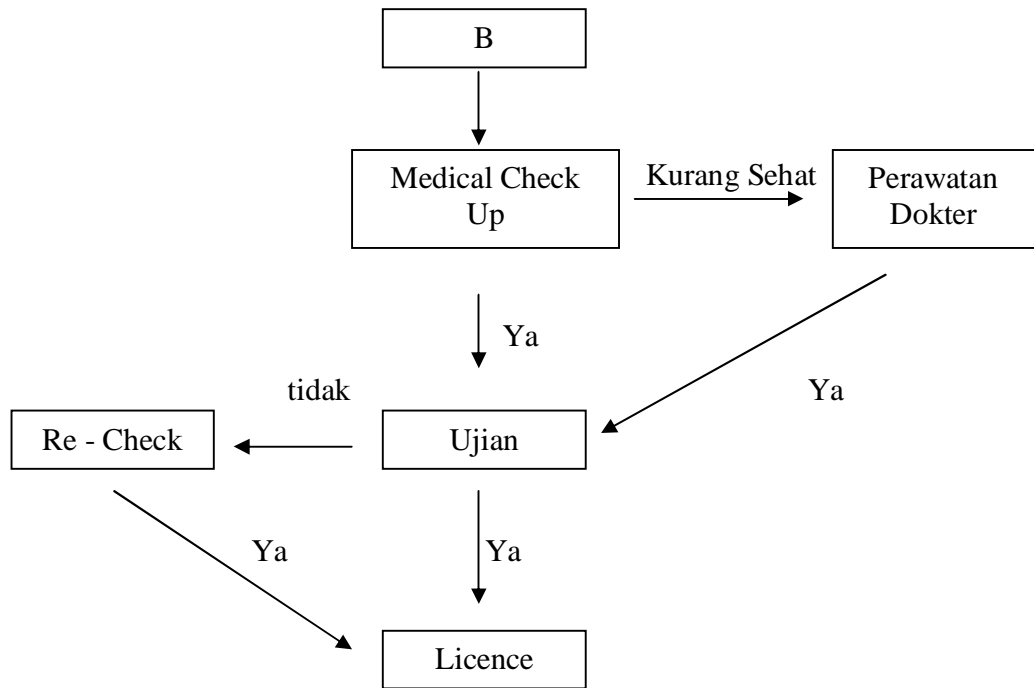 B
Medical Check
Up
Kurang Sehat
Perawatan
Dokter
Ya
Ya
tidak
Re - Check
Ujian
Ya
Ya
Licence